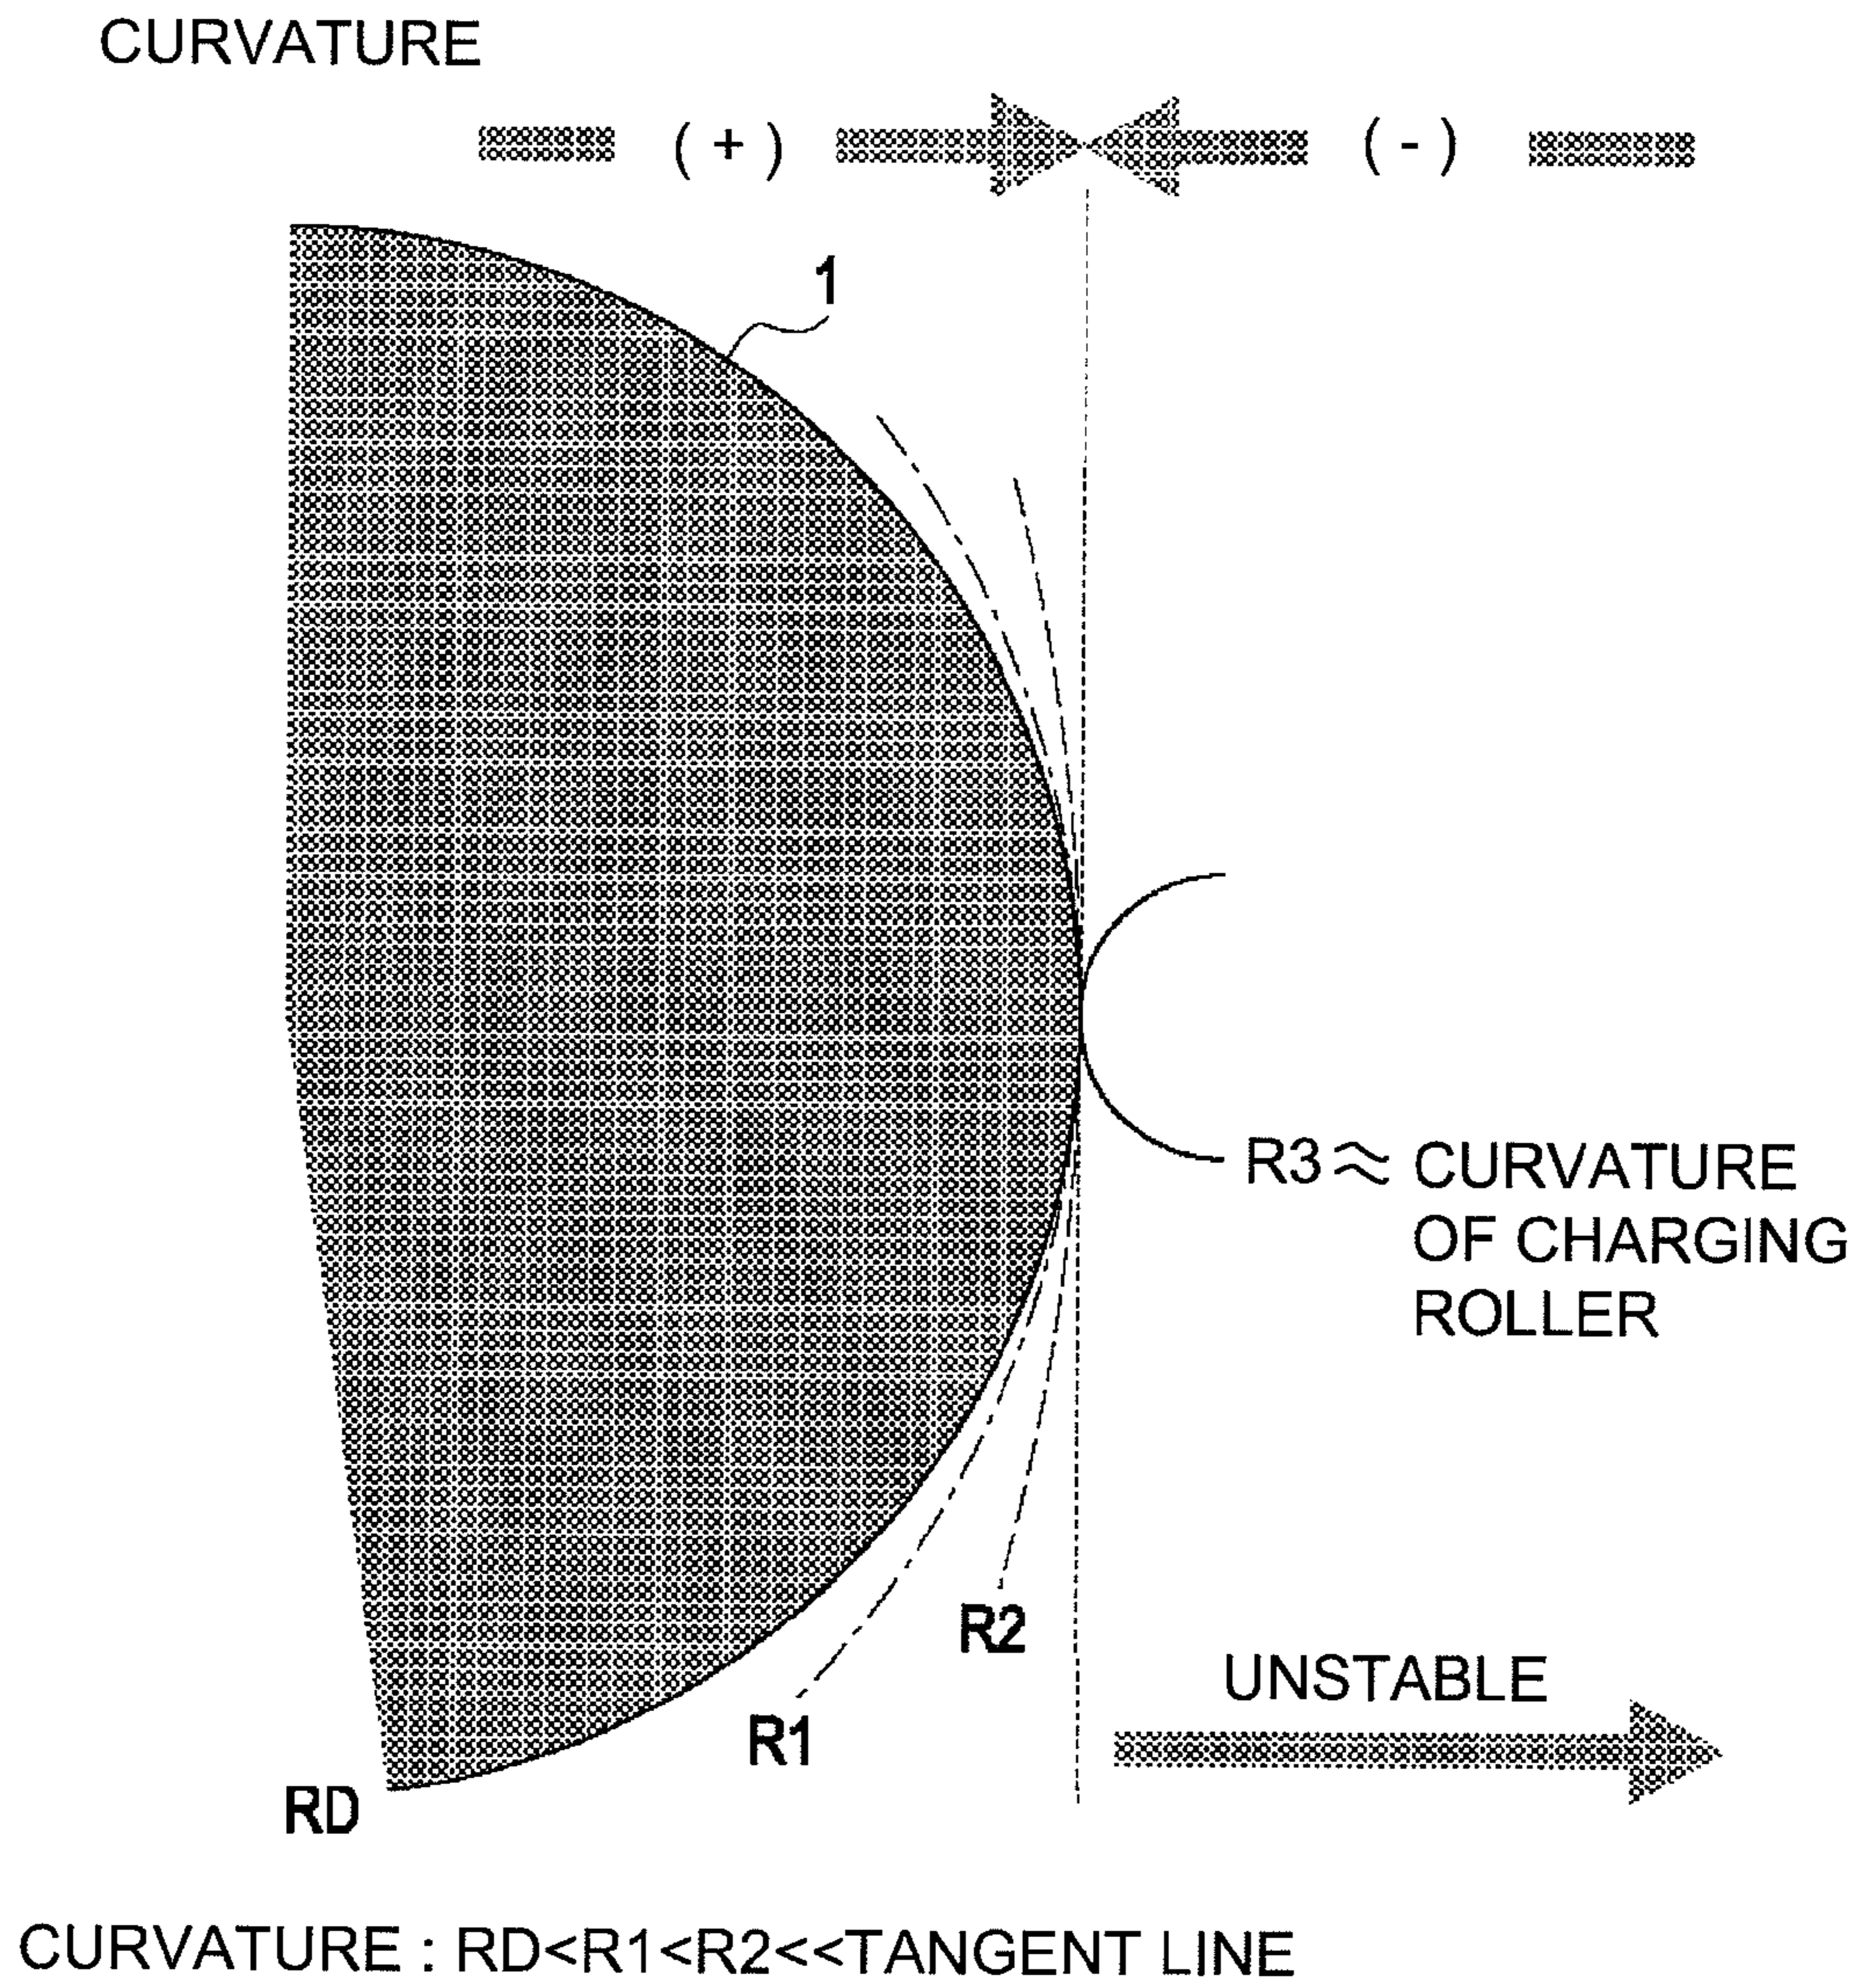 CURVATURE
(+)
(-)
1
R3≈CURVATURE
OF CHARGING
ROLLER
R2
UNSTABLE
R1
RD
CURVATURE : RD<R1<R2<<TANGENT LINE